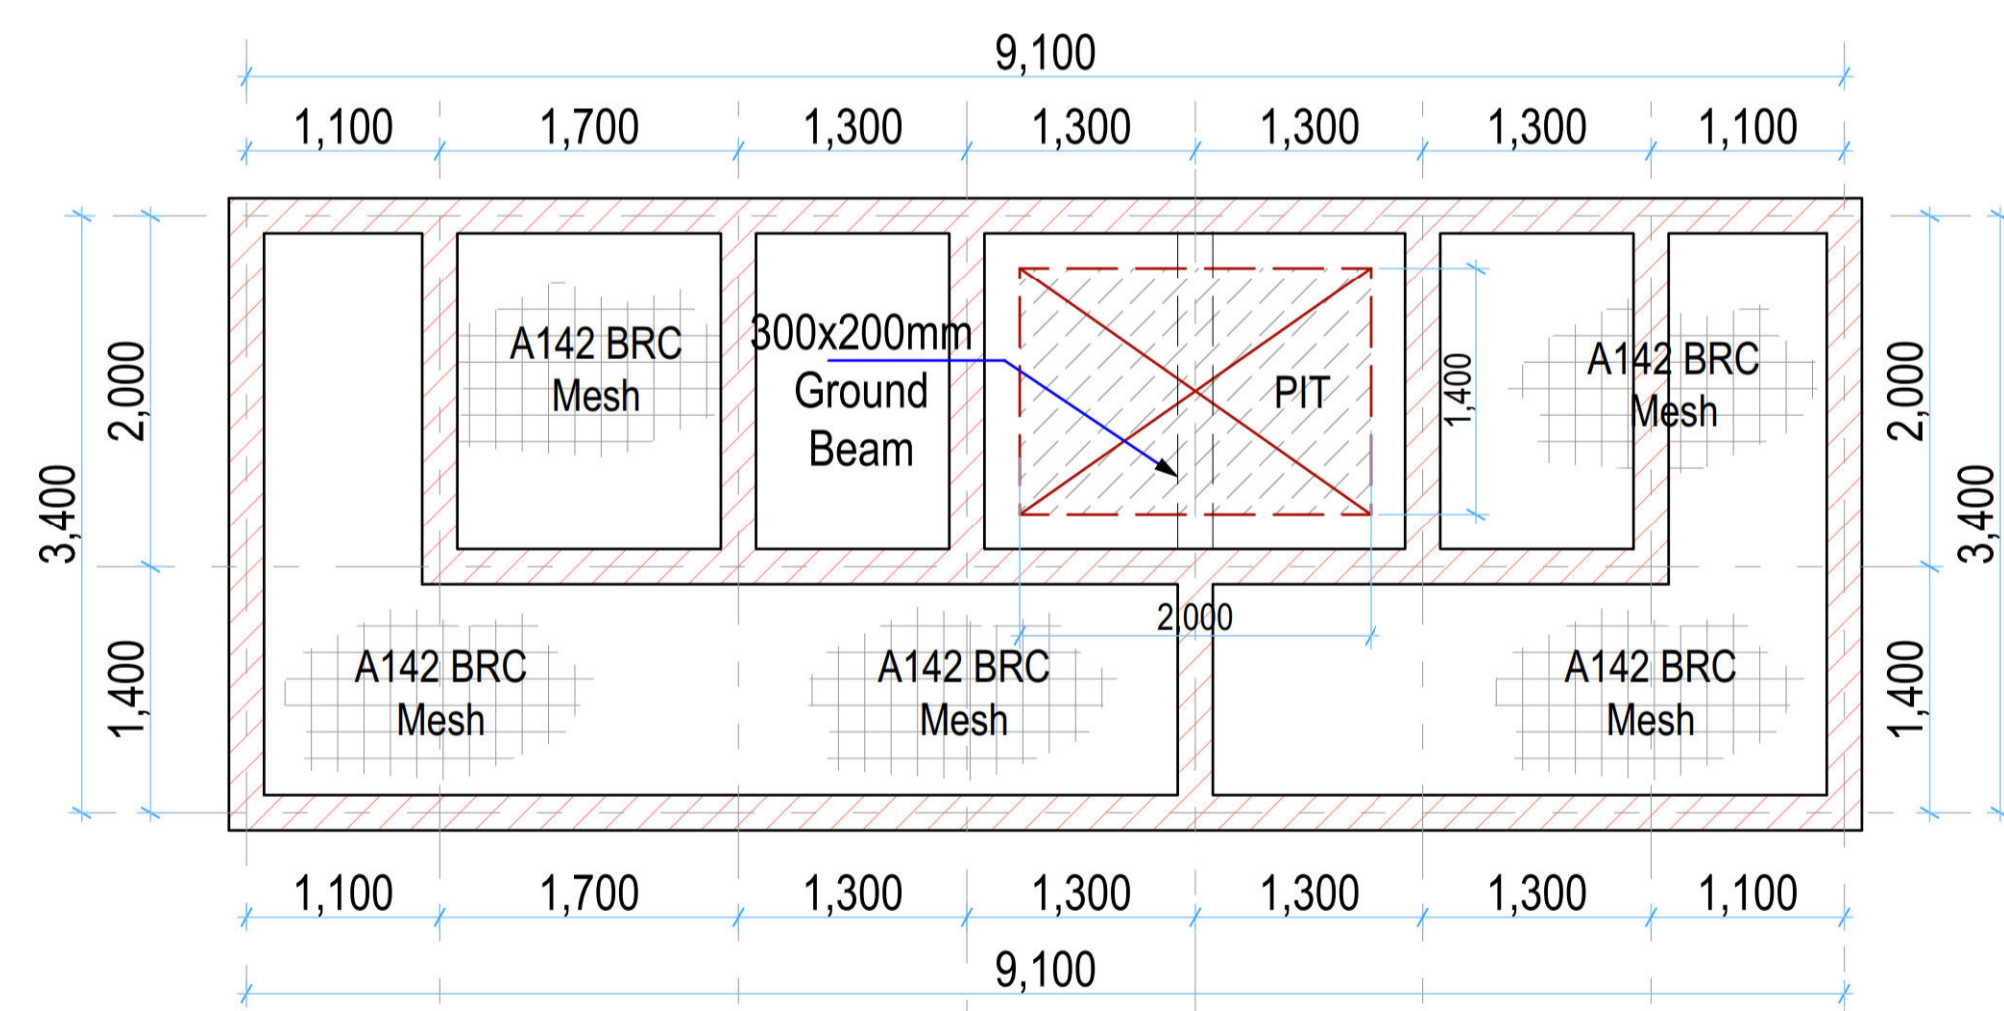 9,100
1,100 1,700 1,300 1,300 1,300 1,300 1,100
A142 BRC
Mesh
300x200mm
Ground
Beam
PIT
1,400
A142 BRC
Mesh
2,000
3,400
1,400
2,000
3,400
1,400
2,000
A142 BRC
Mesh
A142 BRC
Mesh
A142 BRC
Mesh
1,100 1,700 1,300 1,300 1,300 1,300 1,100
9,100